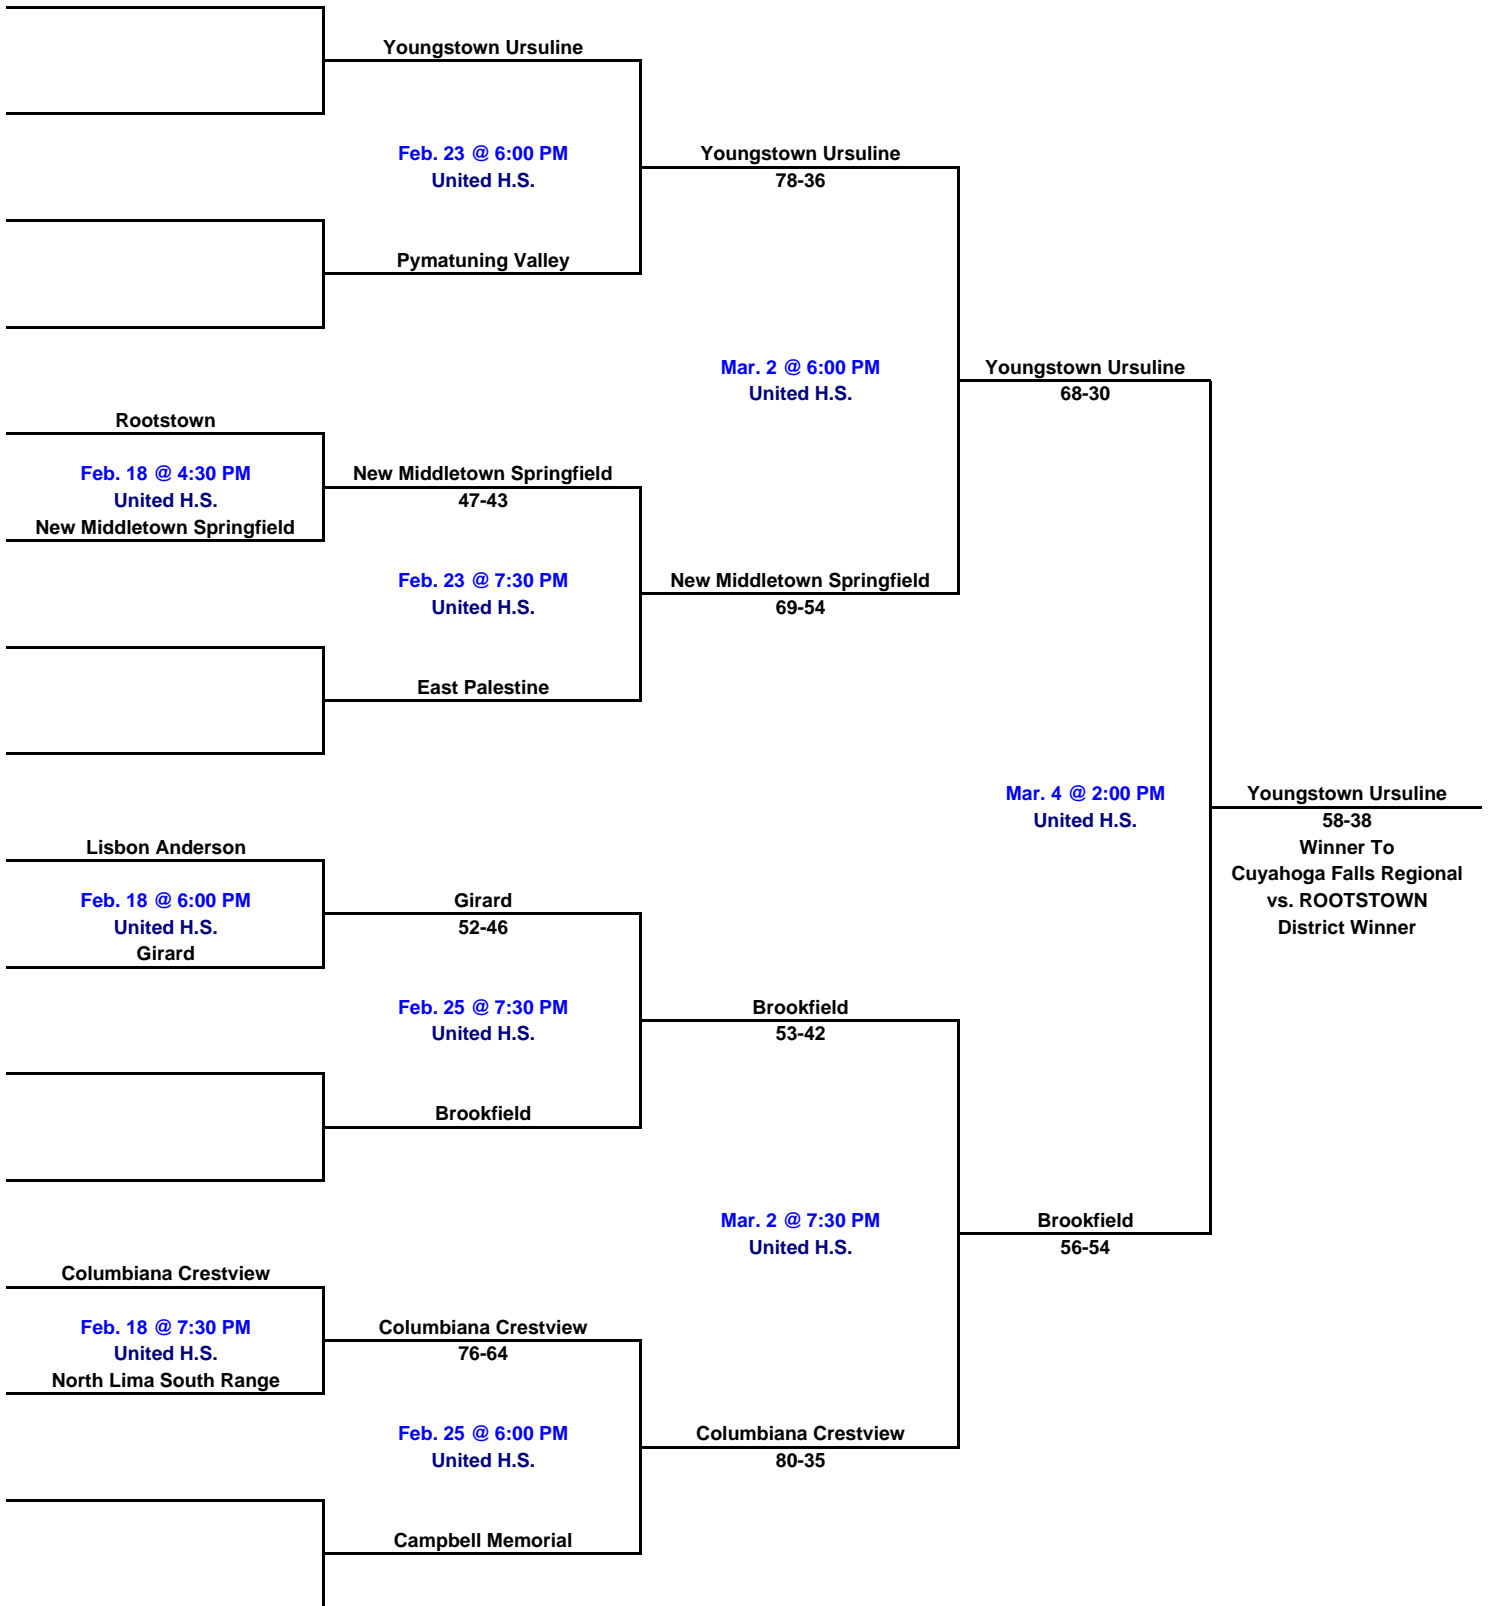 Youngstown Ursuline
Feb. 23 @ 6:00 PM
United H.S.
Youngstown Ursuline
78-36
Pymatuning Valley
Mar. 2 @ 6:00 PM
United H.S.
Youngstown Ursuline
68-30
Rootstown
Feb. 18 @ 4:30 PM
United H.S.
New Middletown Springfield
New Middletown Springfield
47-43
Feb. 23 @ 7:30 PM
United H.S.
New Middletown Springfield
69-54
East Palestine
Mar. 4 @ 2:00 PM
United H.S.
Youngstown Ursuline
58-38
Winner To
Cuyahoga Falls Regional
vs. ROOTSTOWN
District Winner
Lisbon Anderson
Feb. 18 @ 6:00 PM
United H.S.
Girard
Girard
52-46
Feb. 25 @ 7:30 PM
United H.S.
Brookfield
53-42
Brookfield
Mar. 2 @ 7:30 PM
United H.S.
Brookfield
56-54
Columbiana Crestview
Feb. 18 @ 7:30 PM
United H.S.
North Lima South Range
Columbiana Crestview
76-64
Feb. 25 @ 6:00 PM
United H.S.
Columbiana Crestview
80-35
Campbell Memorial